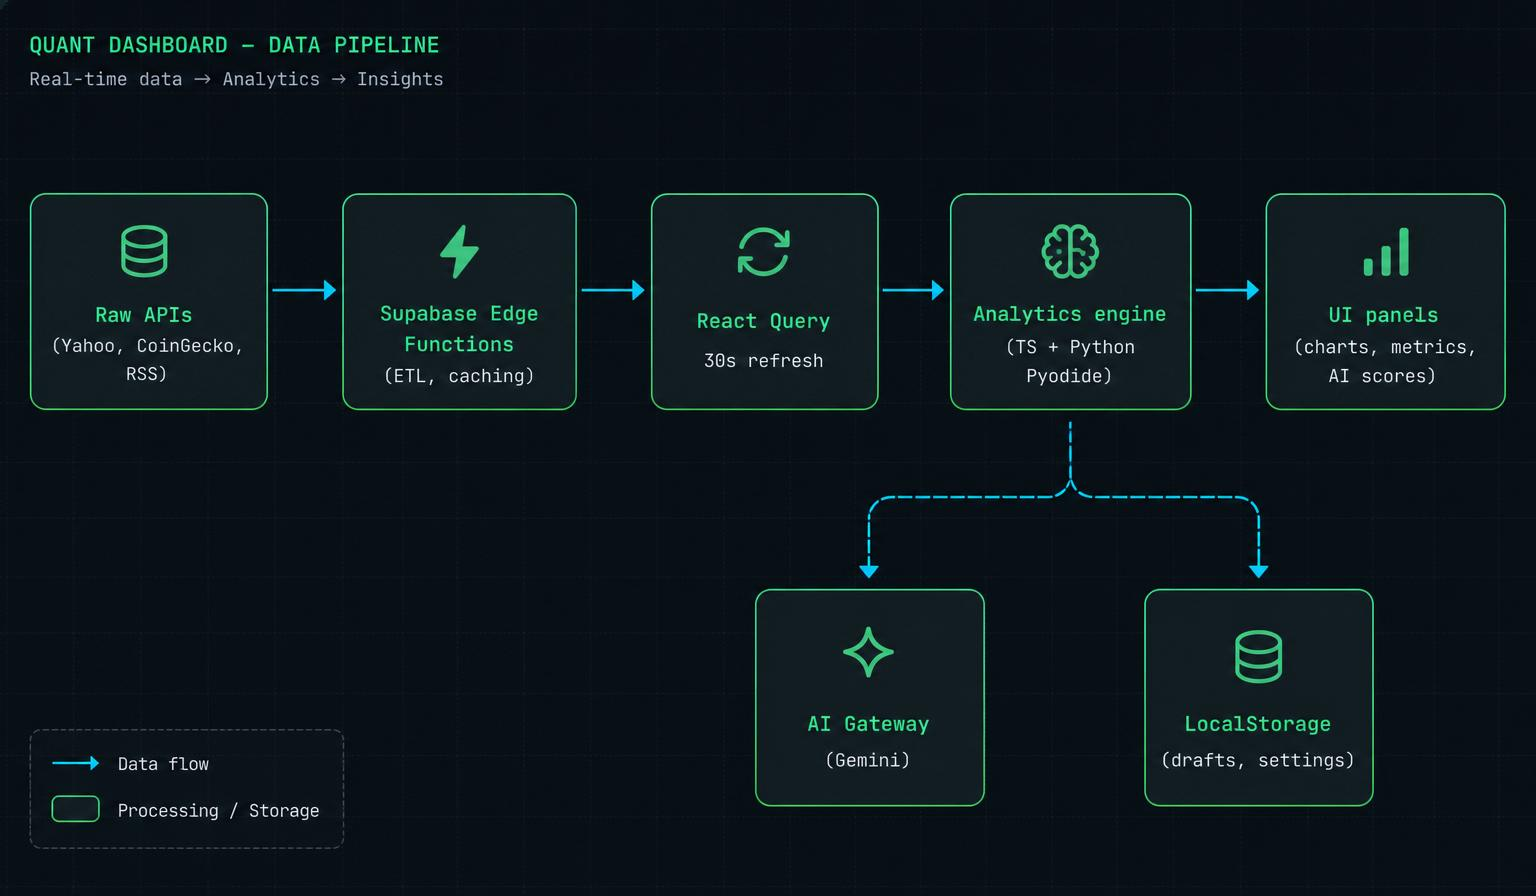 QUANT DASHBOARD – DATA PIPELINE
Real-time data → Analytics → Insights
Raw APIs
(Yahoo, CoinGecko,
RSS)
Supabase Edge
Functions
(ETL, caching)
React Query
30s refresh
Analytics engine
(TS + Python
Pyodide)
UI panels
(charts, metrics,
AI scores)
AI Gateway
(Gemini)
LocalStorage
(drafts, settings)
Data flow
Processing / Storage